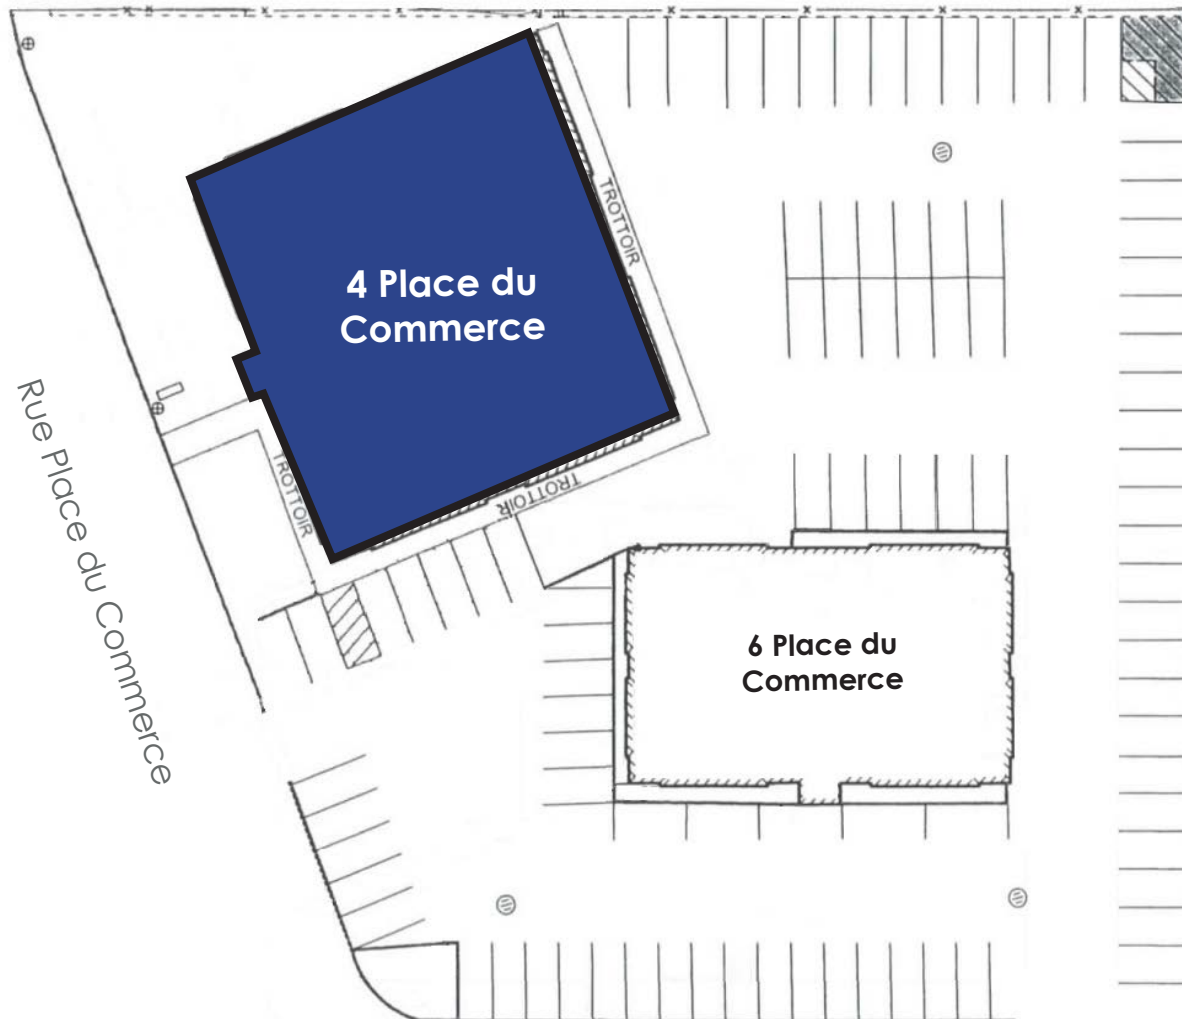 TROTTOIR
4 Place du
Commerce
Rue Place du Commerce
TROTTOIR
TROTTOIR
6 Place du
Commerce